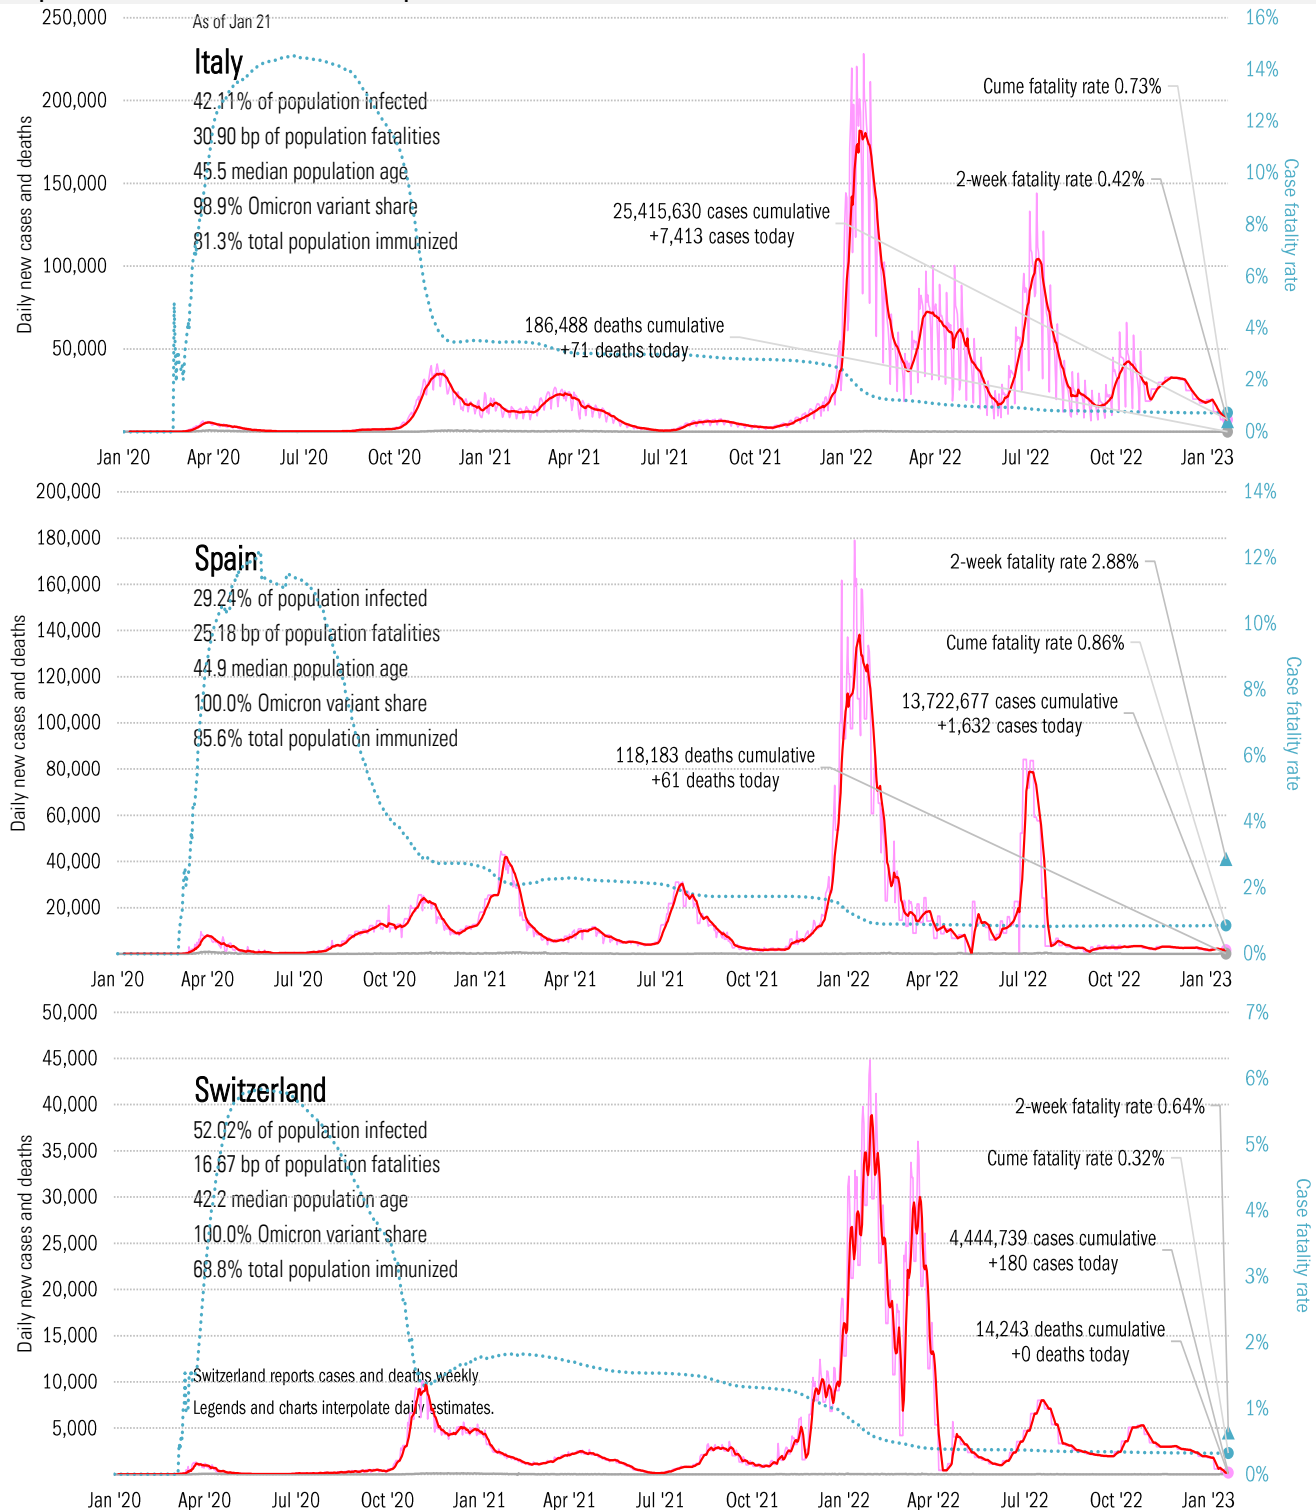 As of Jan 21
Italy
42.11% of population infected
30.90 bp of population fatalities
45.5 median population age
98.9% Omicron variant share
81.3% total population immunized
Cume fatality rate 0.73%
2-week fatality rate 0.42%
25,415,630 cases cumulative
+7,413 cases today
186,488 deaths cumulative
+71 deaths today
Daily new cases and deaths
250,000
200,000
150,000
100,000
50,000
Case fatality rate
16%
14%
12%
10%
8%
6%
4%
2%
0%
Jan '20 Apr '20 Jul '20 Oct '20 Jan '21 Apr '21 Jul '21 Oct '21 Jan '22 Apr '22 Jul '22 Oct '22 Jan '23
Spain
29.24% of population infected
25.18 bp of population fatalities
44.9 median population age
100.0% Omicron variant share
85.6% total population immunized
2-week fatality rate 2.88%
Cume fatality rate 0.86%
13,722,677 cases cumulative
+1,632 cases today
118,183 deaths cumulative
+61 deaths today
Daily new cases and deaths
200,000
180,000
160,000
140,000
120,000
100,000
80,000
60,000
40,000
20,000
Case fatality rate
14%
12%
10%
8%
6%
4%
2%
0%
Jan '20 Apr '20 Jul '20 Oct '20 Jan '21 Apr '21 Jul '21 Oct '21 Jan '22 Apr '22 Jul '22 Oct '22 Jan '23
Switzerland
52.02% of population infected
16.67 bp of population fatalities
42.2 median population age
100.0% Omicron variant share
68.8% total population immunized
Switzerland reports cases and deaths weekly
Legends and charts interpolate daily estimates.
2-week fatality rate 0.64%
Cume fatality rate 0.32%
4,444,739 cases cumulative
+180 cases today
14,243 deaths cumulative
+0 deaths today
Daily new cases and deaths
50,000
45,000
40,000
35,000
30,000
25,000
20,000
15,000
10,000
5,000
Case fatality rate
7%
6%
5%
4%
3%
2%
1%
0%
Jan '20 Apr '20 Jul '20 Oct '20 Jan '21 Apr '21 Jul '21 Oct '21 Jan '22 Apr '22 Jul '22 Oct '22 Jan '23